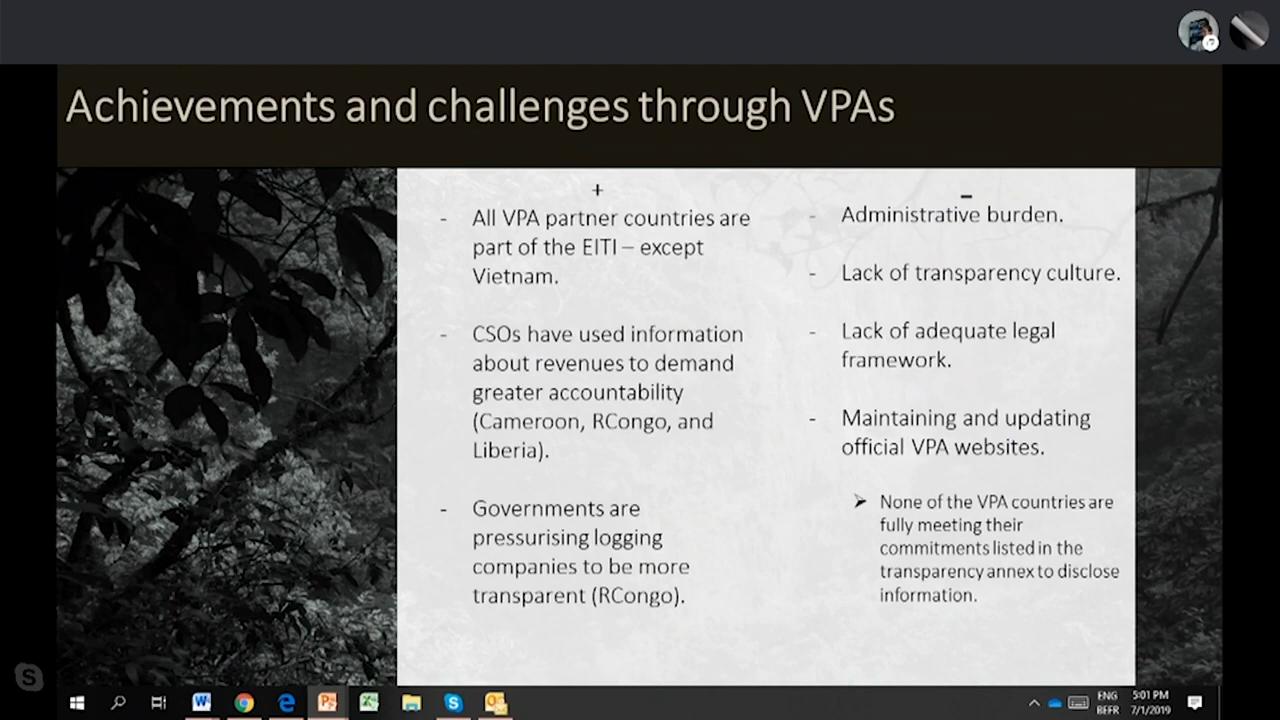 Achievements and challenges through VPAs
+
- All VPA partner countries are
part of the EITI – except
Vietnam.
- CSOs have used information
about revenues to demand
greater accountability
(Cameroon, RCongo, and
Liberia).
- Governments are
pressurising logging
companies to be more
transparent (RCongo).
–
- Administrative burden.
- Lack of transparency culture.
- Lack of adequate legal
framework.
- Maintaining and updating
official VPA websites.
➢ None of the VPA countries are
fully meeting their
commitments listed in the
transparency annex to disclose
information.
ENG
BEFR
5:01 PM
7/1/2019